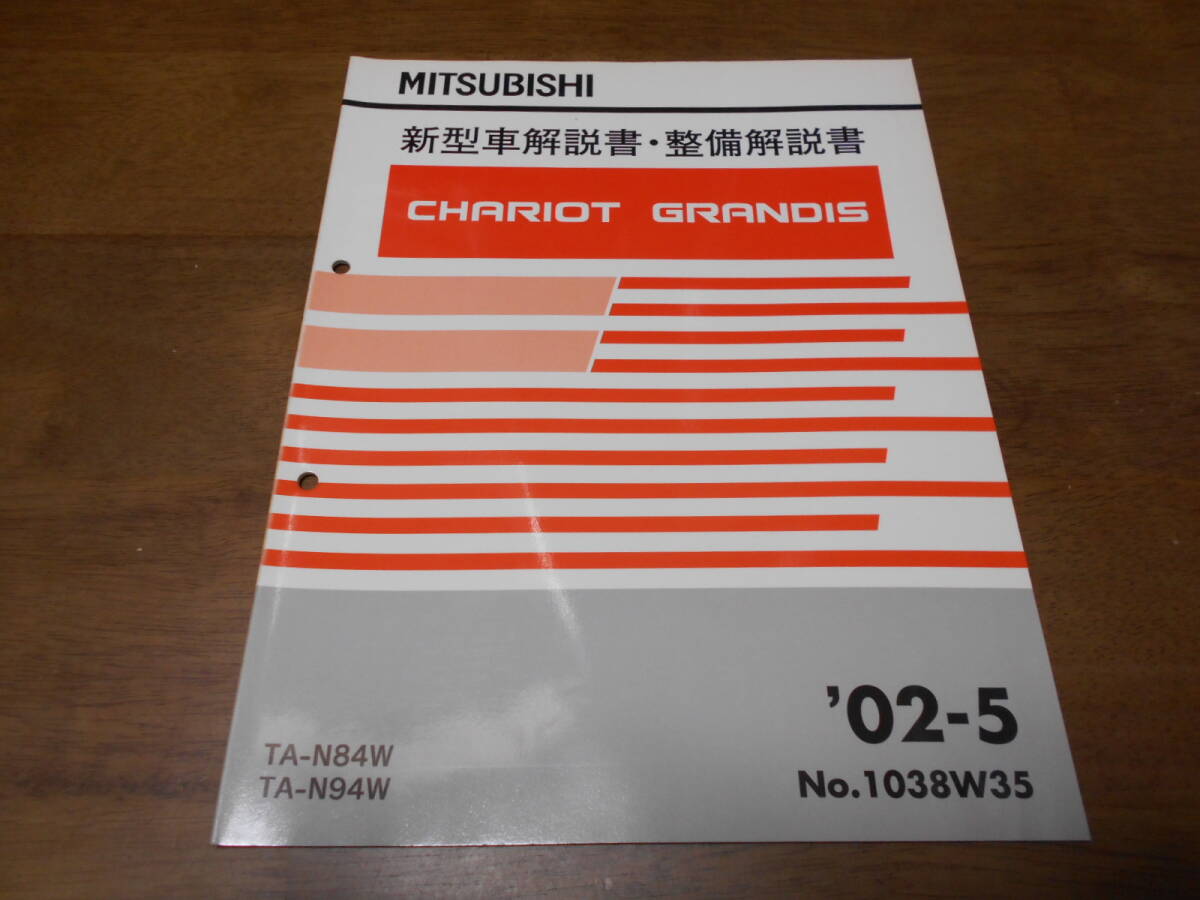 MITSUBISHI
新型車解説書・整備解説書
CHARIOT GRANDIS
'02-5
TA-N84W
TA-N94W
No.1038W35